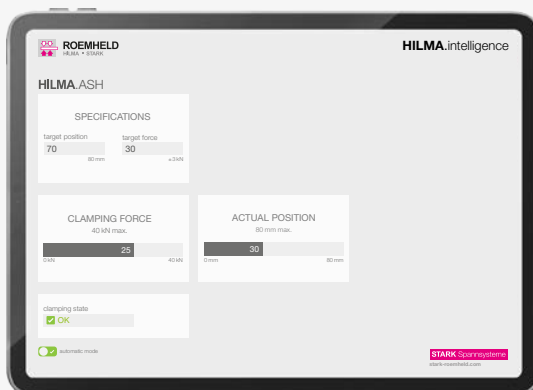 ROEMHELD
HILMA • STARK
HILMA.intelligence
HILMA.ASH
SPECIFICATIONS
target position target force
70 30
80 mm ±3 kN
CLAMPING FORCE
40 kN max.
25
0 kN 40 kN
ACTUAL POSITION
80 mm max.
30
0 mm 80 mm
clamping state
OK
automatic mode
STARK Spannsysteme
stark-roemheld.com